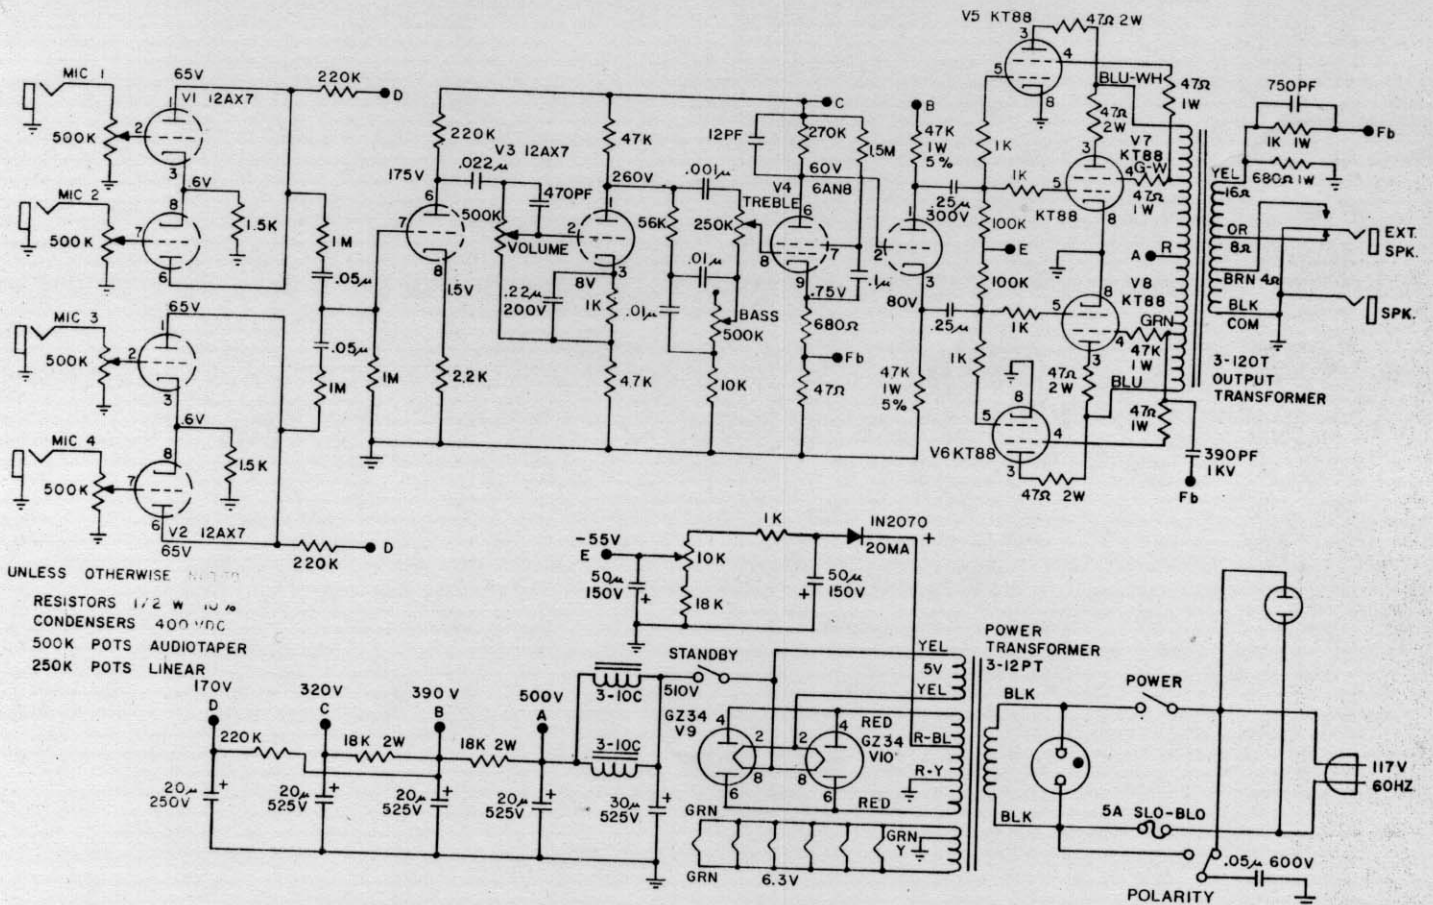 MIC 1
65V
220K
D
V1 12AX7
500K
1
2
3
.6V
MIC 2
8
1.5K
500K
7
6
1M
.05µ
65V
MIC 3
1
.05µ
500K
2
3
1M
.6V
MIC 4
8
1.5K
500K
7
6
V2 12AX7
65V
D
220K
UNLESS OTHERWISE
RESISTORS 1/2 W 10 %
CONDENSERS 400 VDC
500K POTS AUDIOTAPER
250K POTS LINEAR
220K
47K
V3 12AX7
.022µ
175V
6
470PF
260V
500K
1
7
2
VOLUME
8
3
1.5V
8V
.22µ
200V
1K
1M
2.2K
4.7K
.001µ
56K
250K
TREBLE
.01µ
.01µ
BASS
500K
10K
C
12PF
270K
1.5M
60V
V4
6AN8
6
8
7
9
.75V
.1µ
680Ω
Fb
47Ω
B
47K
1W
5%
1
2
3
80V
.25µ
300V
.25µ
47K
1W
5%
V5 KT88
47Ω 2W
3
4
5
8
BLU-WH
47Ω
1W
1K
47Ω
2W
3
V7
KT88
G-W
4
1K
5
KT88
47Ω
1W
8
100K
E
A
R
100K
8
V8
KT88
1K
5
GRN
4
47K
1W
3
1K
8
47Ω
2W
BLU
5
4
47Ω
1W
V6 KT88
3
47Ω 2W
390PF
1KV
Fb
750PF
1K 1W
Fb
YEL
680Ω 1W
16Ω
OR
8Ω
EXT.
SPK.
BRN 4Ω
BLK
SPK.
COM
3-120T
OUTPUT
TRANSFORMER
1K
IN2070
-55V
20MA
+
E
10K
50µ
150V
+
50µ
150V
+
18K
170V
D
320V
C
390V
B
500V
A
3-10C
STANDBY
510V
3-10C
220K
18K 2W
18K 2W
20µ
250V
+
20µ
525V
+
20µ
525V
+
20µ
525V
+
30µ
525V
+
YEL
5V
YEL
GZ34
V9
4
2
8
6
RED
4
GZ34
V10
2
8
6
R-BL
R-Y
RED
GRN
GRN
Y
GRN
6.3V
POWER
TRANSFORMER
3-12PT
BLK
POWER
BLK
5A SLO-BLO
117V
60HZ
.05µ 600V
POLARITY